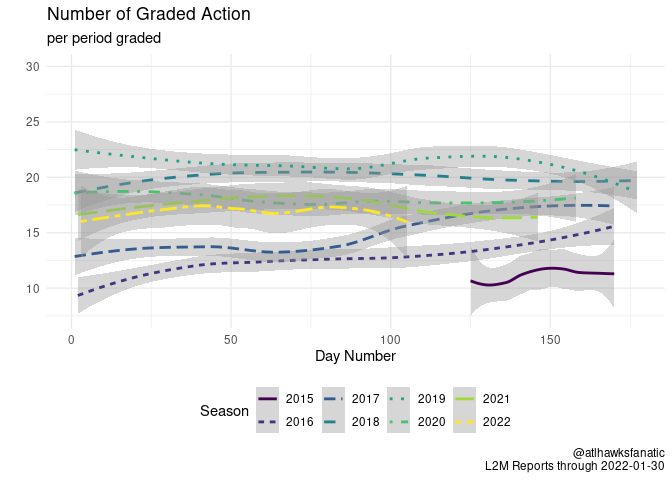 Number of Graded Action
per period graded
30
25
20
15
10
0 50 100 150
Day Number
Season 2015 2017 2019 2021
2016 2018 2020 2022
@atlhawksfanatic
L2M Reports through 2022-01-30